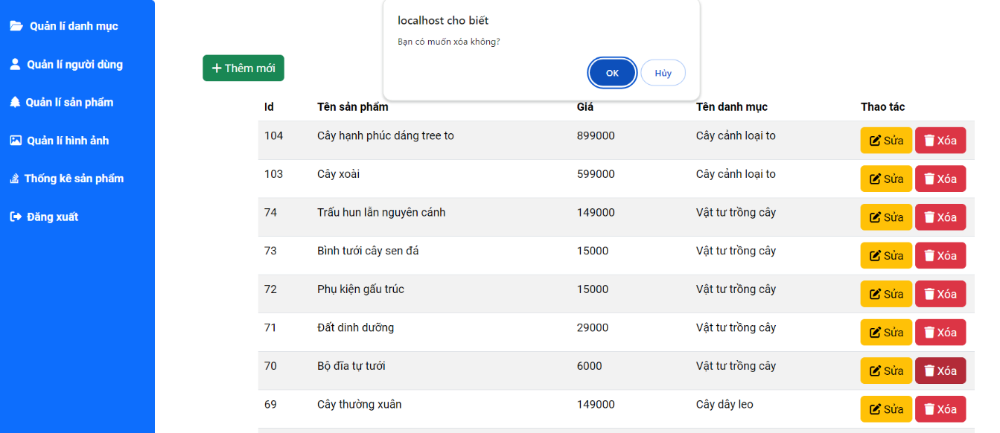 Quản lí danh mục
Quản lí người dùng
Quản lí sản phẩm
Quản lí hình ảnh
Thống kê sản phẩm
Đăng xuất
localhost cho biết
Bạn có muốn xóa không?
OK Hủy
Thêm mới
Id Tên sản phẩm Giá Tên danh mục Thao tác
104 Cây hạnh phúc dáng tree to 899000 Cây cảnh loại to Sửa Xóa
103 Cây xoài 599000 Cây cảnh loại to Sửa Xóa
74 Trấu hun lẫn nguyên cánh 149000 Vật tư trồng cây Sửa Xóa
73 Bình tưới cây sen đá 15000 Vật tư trồng cây Sửa Xóa
72 Phụ kiện gấu trúc 15000 Vật tư trồng cây Sửa Xóa
71 Đất dinh dưỡng 29000 Vật tư trồng cây Sửa Xóa
70 Bộ đĩa tự tưới 6000 Vật tư trồng cây Sửa Xóa
69 Cây thường xuân 149000 Cây dây leo Sửa Xóa